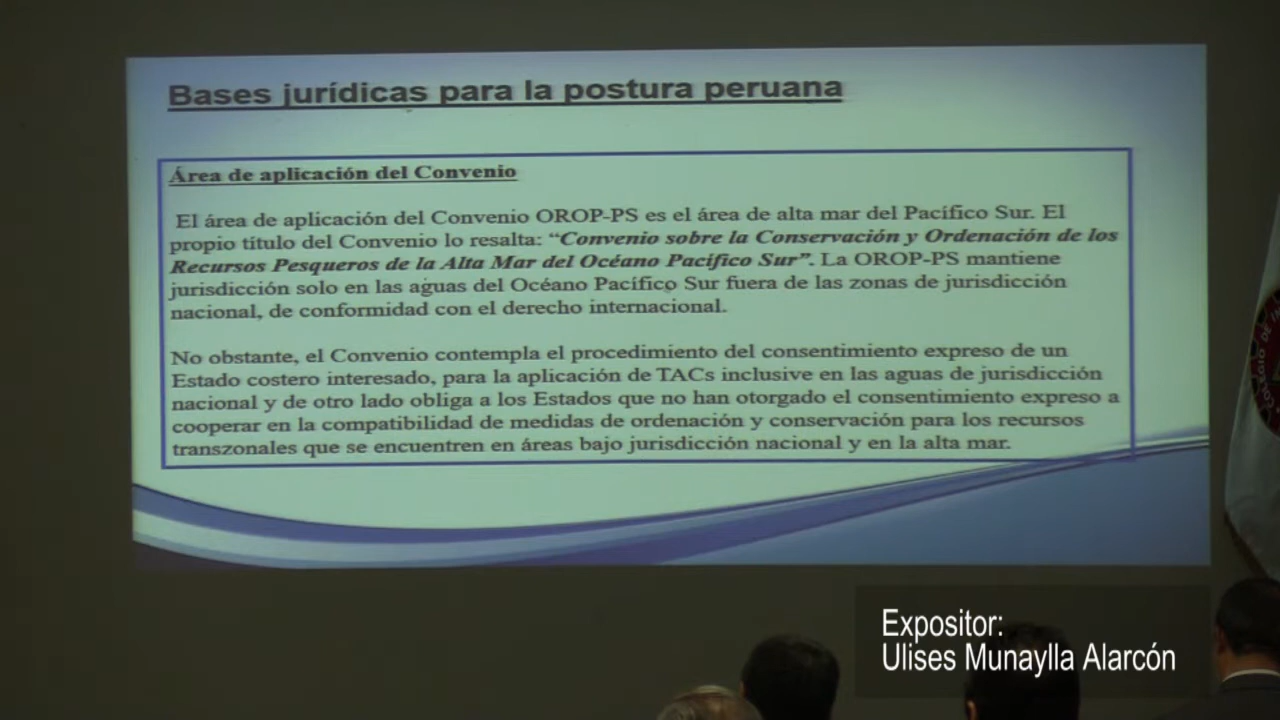 Bases jurídicas para la postura peruana
Área de aplicación del Convenio
El área de aplicación del Convenio OROP-PS es el área de alta mar del Pacífico Sur. El
propio título del Convenio lo resalta: “Convenio sobre la Conservación y Ordenación de los
Recursos Pesqueros de la Alta Mar del Océano Pacífico Sur”. La OROP-PS mantiene
jurisdicción solo en las aguas del Océano Pacífico Sur fuera de las zonas de jurisdicción
nacional, de conformidad con el derecho internacional.
No obstante, el Convenio contempla el procedimiento del consentimiento expreso de un
Estado costero interesado, para la aplicación de TACs inclusive en las aguas de jurisdicción
nacional y de otro lado obliga a los Estados que no han otorgado el consentimiento expreso a
cooperar en la compatibilidad de medidas de ordenación y conservación para los recursos
transzonales que se encuentren en áreas bajo jurisdicción nacional y en la alta mar.
Expositor:
Ulises Munaylla Alarcón